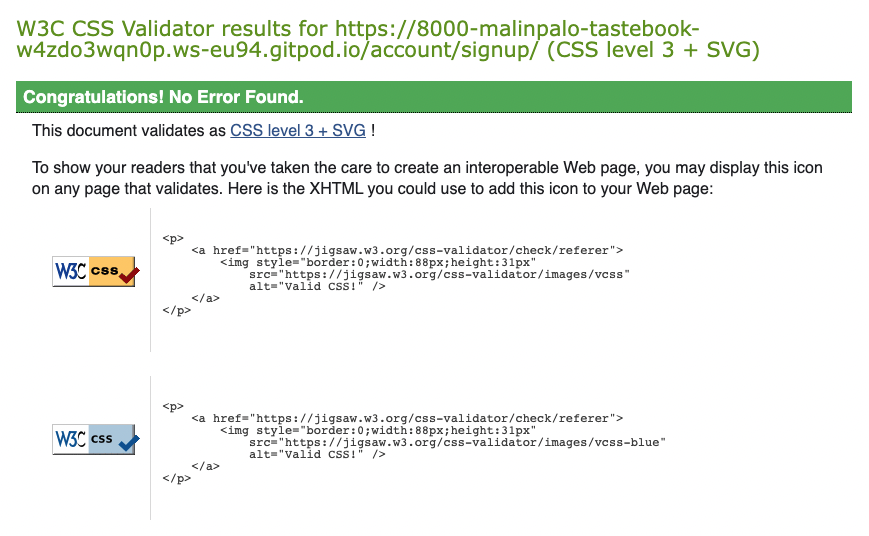 W3C CSS Validator results for https://8000-malinpalo-tastebook-
w4zdo3wqn0p.ws-eu94.gitpod.io/account/signup/ (CSS level 3 + SVG)
Congratulations! No Error Found.
This document validates as CSS level 3 + SVG !
To show your readers that you've taken the care to create an interoperable Web page, you may display this icon
on any page that validates. Here is the XHTML you could use to add this icon to your Web page:
W3C css
<p>
<a href="https://jigsaw.w3.org/css-validator/check/referer">
<img style="border:0;width:88px;height:31px"
src="https://jigsaw.w3.org/css-validator/images/vcss"
alt="Valid CSS!" />
</a>
</p>
W3C css
<p>
<a href="https://jigsaw.w3.org/css-validator/check/referer">
<img style="border:0;width:88px;height:31px"
src="https://jigsaw.w3.org/css-validator/images/vcss-blue"
alt="Valid CSS!" />
</a>
</p>